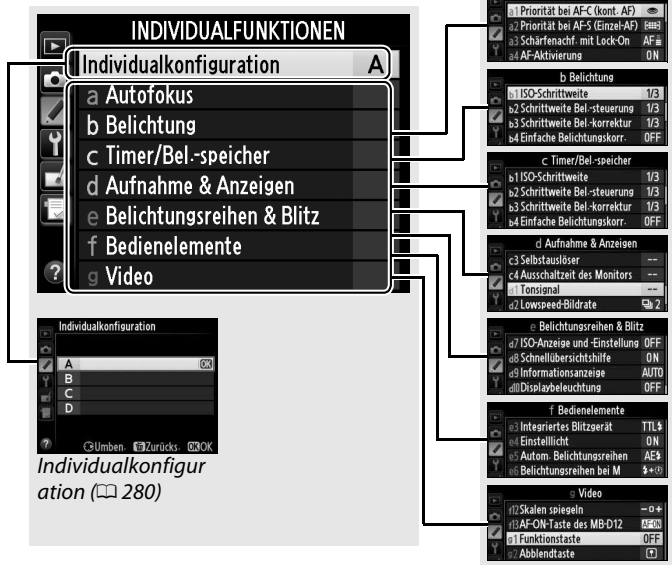 INDIVIDUALFUNKTIONEN
Individualkonfiguration A
a Autofokus
b Belichtung
c Timer/Bel.-speicher
d Aufnahme & Anzeigen
e Belichtungsreihen & Blitz
f Bedienelemente
g Video
?
Individualkonfiguration
A OK
B
C
D
? Umben. Zurücks. OK OK
Individualkonfigur
ation (280)
a1 Priorität bei AF-C (kont. AF)
a2 Priorität bei AF-S (Einzel-AF)
a3 Schärfenachf. mit Lock-On AF
a4 AF-Aktivierung ON
b Belichtung
b1 ISO-Schrittweite 1/3
b2 Schrittweite Bel.-steuerung 1/3
b3 Schrittweite Bel.-korrektur 1/3
b4 Einfache Belichtungskorr. OFF
c Timer/Bel.-speicher
b1 ISO-Schrittweite 1/3
b2 Schrittweite Bel.-steuerung 1/3
b3 Schrittweite Bel.-korrektur 1/3
b4 Einfache Belichtungskorr. OFF
d Aufnahme & Anzeigen
c3 Selbstauslöser --
c4 Ausschaltzeit des Monitors --
d1 Tonsignal --
d2 Lowspeed-Bildrate 2
e Belichtungsreihen & Blitz
d7 ISO-Anzeige und -Einstellung OFF
d8 Schnellübersichtshilfe ON
d9 Informationsanzeige AUTO
d10 Displaybeleuchtung OFF
f Bedienelemente
e3 Integriertes Blitzgerät TTL
e4 Einstelllicht ON
e5 Autom. Belichtungsreihen AE
e6 Belichtungsreihen bei M
g Video
f12 Skalen spiegeln -0+
f13 AF-ON-Taste des MB-D12 AF-ON
g1 Funktionstaste OFF
g2 Abblendtaste